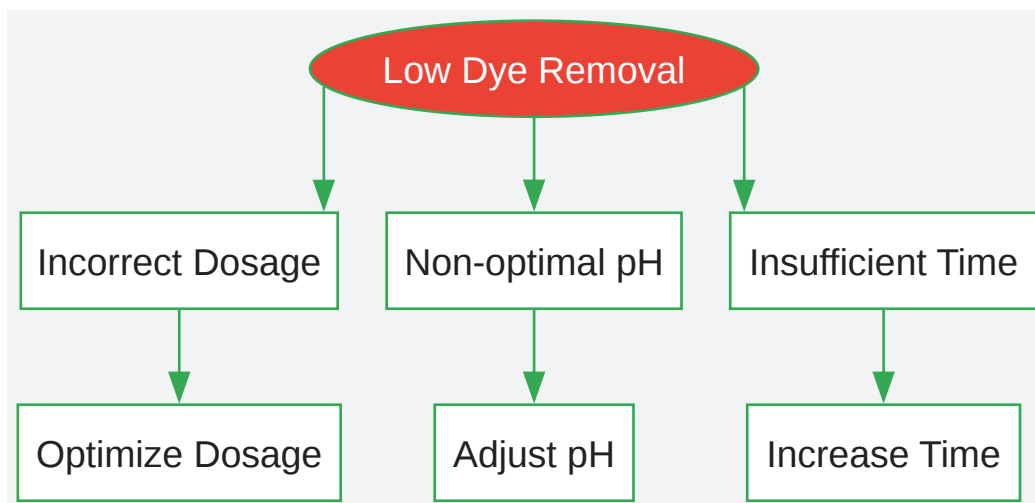 Low Dye Removal
Incorrect Dosage
Non-optimal pH
Insufficient Time
Optimize Dosage
Adjust pH
Increase Time